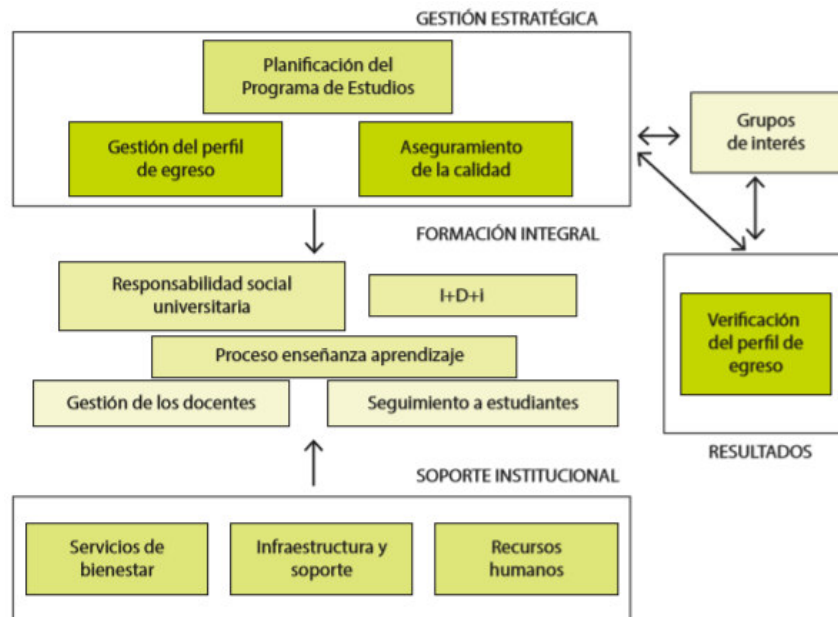 GESTIÓN ESTRATÉGICA
Planificación del
Programa de Estudios
Gestión del perfil
de egreso
Aseguramiento
de la calidad
Grupos
de interés
FORMACIÓN INTEGRAL
Responsabilidad social
universitaria
I+D+i
Proceso enseñanza aprendizaje
Gestión de los docentes
Seguimiento a estudiantes
Verificación
del perfil de
egreso
RESULTADOS
SOPORTE INSTITUCIONAL
Servicios de
bienestar
Infraestructura y
soporte
Recursos
humanos